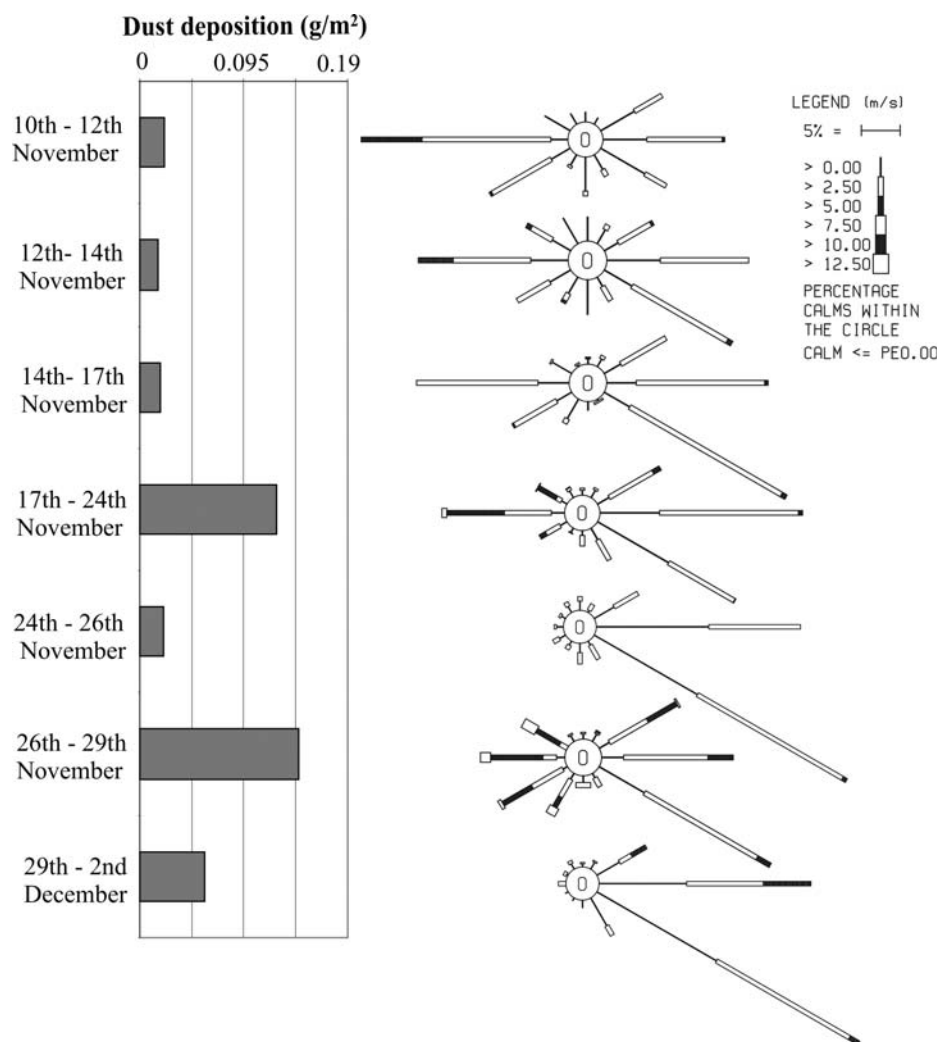 Dust deposition (g/m²)
0 0.095 0.19
10th - 12th
November
12th- 14th
November
14th- 17th
November
17th - 24th
November
24th - 26th
November
26th - 29th
November
29th - 2nd
December
0
0
0
0
0
0
0
LEGEND (m/s)
5% =
> 0.00
> 2.50
> 5.00
> 7.50
> 10.00
> 12.50
PERCENTAGE
CALMS WITHIN
THE CIRCLE
CALM <= PE0.00